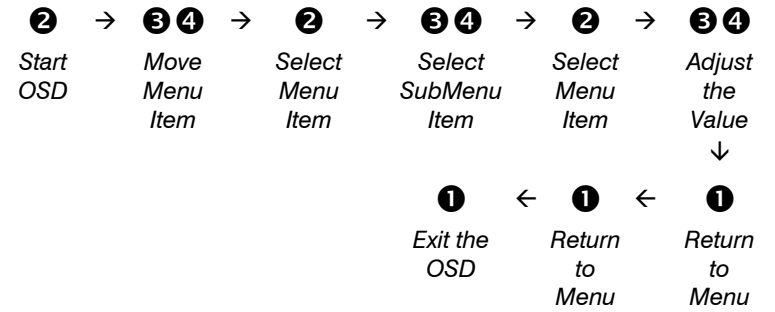 ❷ → ❸❹ → ❷ → ❸❹ → ❷ → ❸❹
Start Move Select Select Select Adjust
OSD Menu Menu SubMenu Menu the
Item Item Item Item Value
↓
❶ ← ❶ ← ❶
Exit the Return Return
OSD to to
Menu Menu